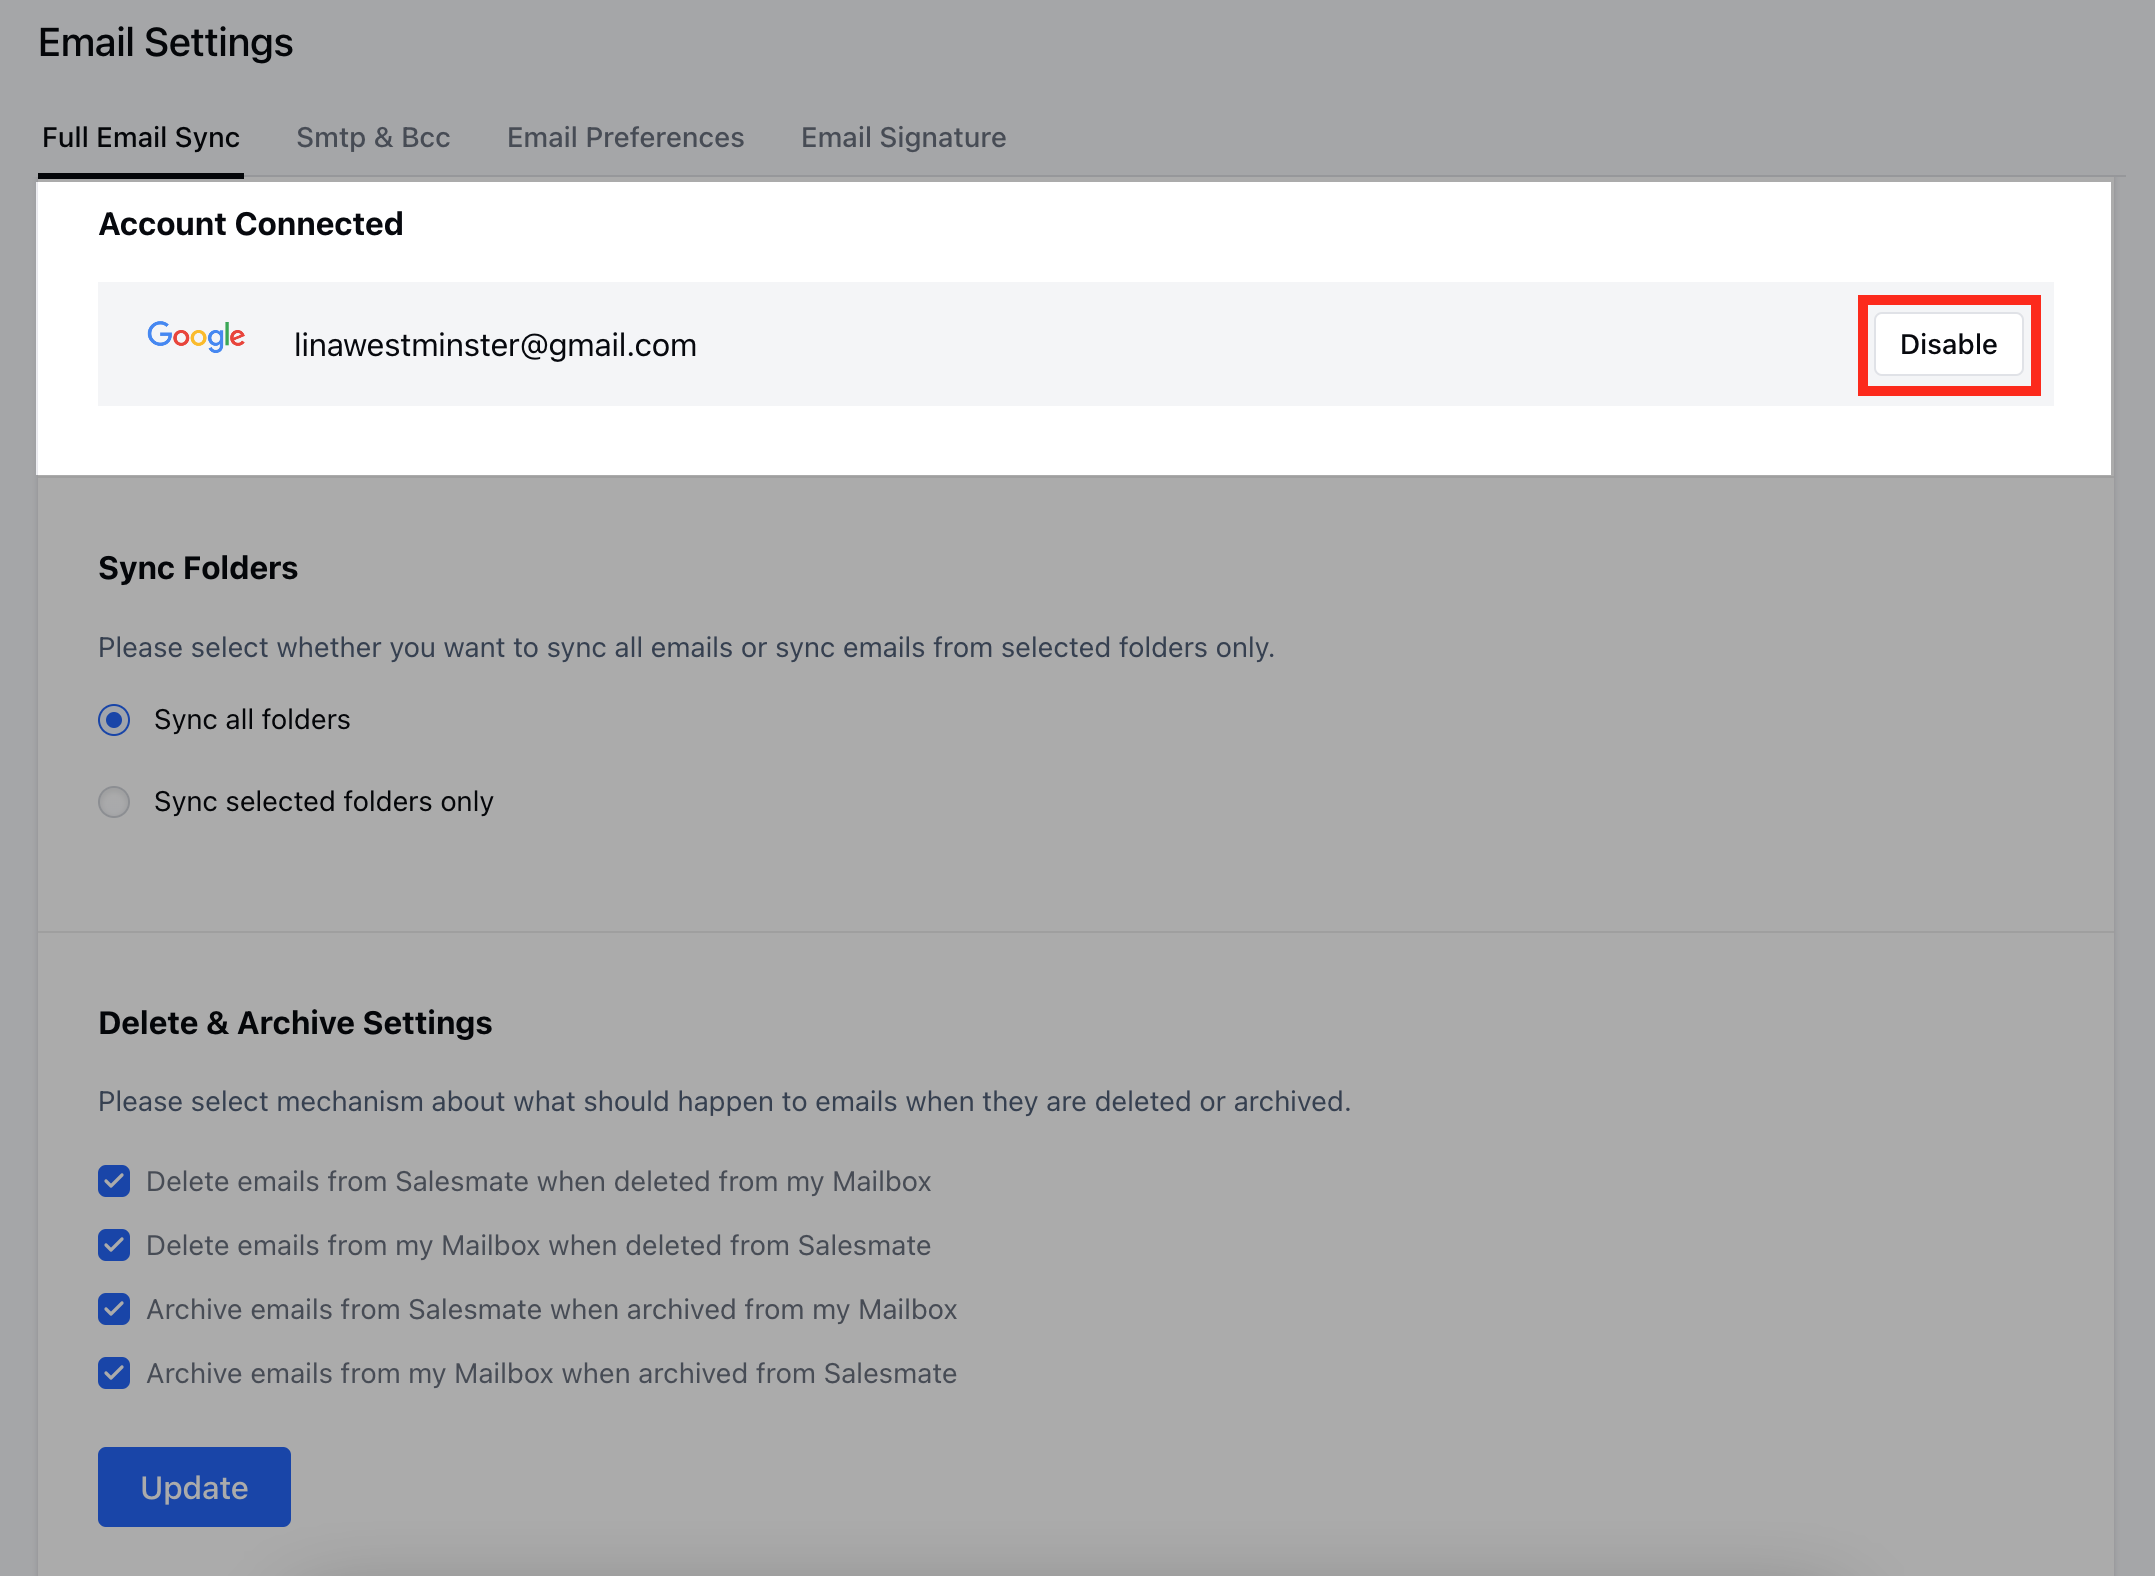 Email Settings
Full Email Sync Smtp & Bcc Email Preferences Email Signature
Account Connected
Google linawestminster@gmail.com Disable
Sync Folders
Please select whether you want to sync all emails or sync emails from selected folders only.
Sync all folders
Sync selected folders only
Delete & Archive Settings
Please select mechanism about what should happen to emails when they are deleted or archived.
Delete emails from Salesmate when deleted from my Mailbox
Delete emails from my Mailbox when deleted from Salesmate
Archive emails from Salesmate when archived from my Mailbox
Archive emails from my Mailbox when archived from Salesmate
Update